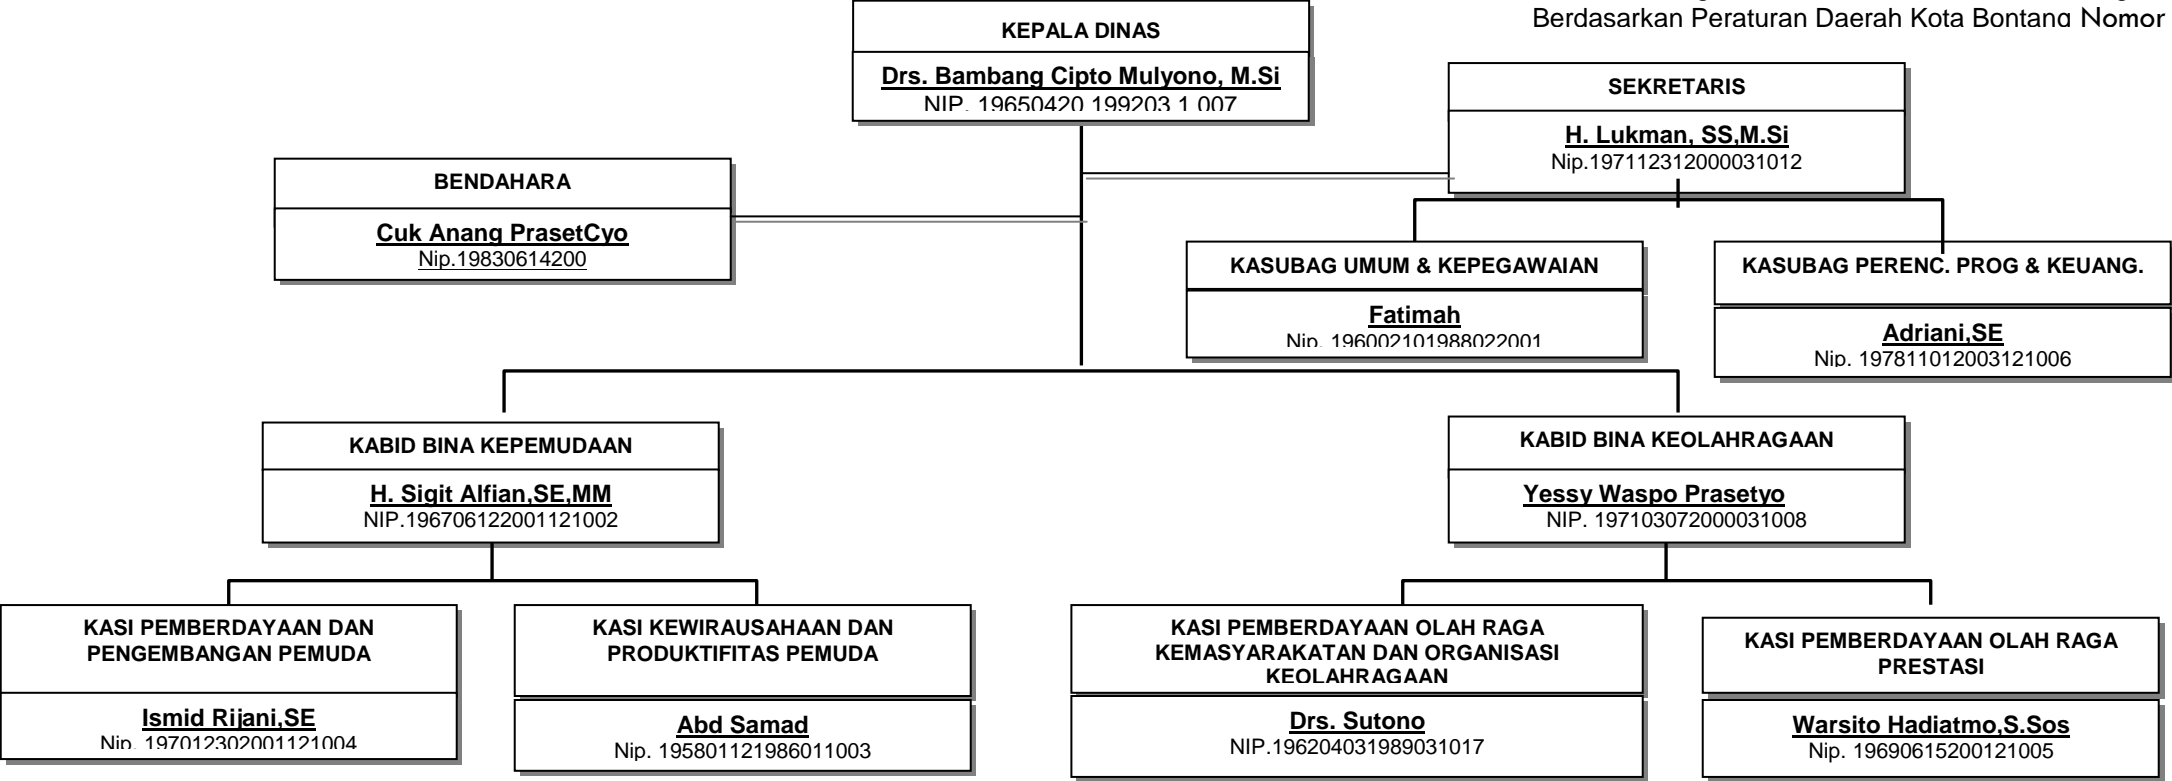 Berdasarkan Peraturan Daerah Kota Bontang Nomor
KEPALA DINAS
Drs. Bambang Cipto Mulyono, M.Si
NIP. 19650420 199203 1 007
SEKRETARIS
H. Lukman, SS,M.Si
Nip.197112312000031012
BENDAHARA
Cuk Anang PrasetCyo
Nip.19830614200
KASUBAG UMUM & KEPEGAWAIAN
Fatimah
Nip. 196002101988022001
KASUBAG PERENC. PROG & KEUANG.
Adriani,SE
Nip. 197811012003121006
KABID BINA KEPEMUDAAN
H. Sigit Alfian,SE,MM
NIP.196706122001121002
KABID BINA KEOLAHRAGAAN
Yessy Waspo Prasetyo
NIP. 197103072000031008
KASI PEMBERDAYAAN DAN
PENGEMBANGAN PEMUDA
Ismid Rijani,SE
Nip. 197012302001121004
KASI KEWIRAUSAHAAN DAN
PRODUKTIFITAS PEMUDA
Abd Samad
Nip. 195801121986011003
KASI PEMBERDAYAAN OLAH RAGA
KEMASYARAKATAN DAN ORGANISASI
KEOLAHRAGAAN
Drs. Sutono
NIP.196204031989031017
KASI PEMBERDAYAAN OLAH RAGA
PRESTASI
Warsito Hadiatmo,S.Sos
Nip. 19690615200121005